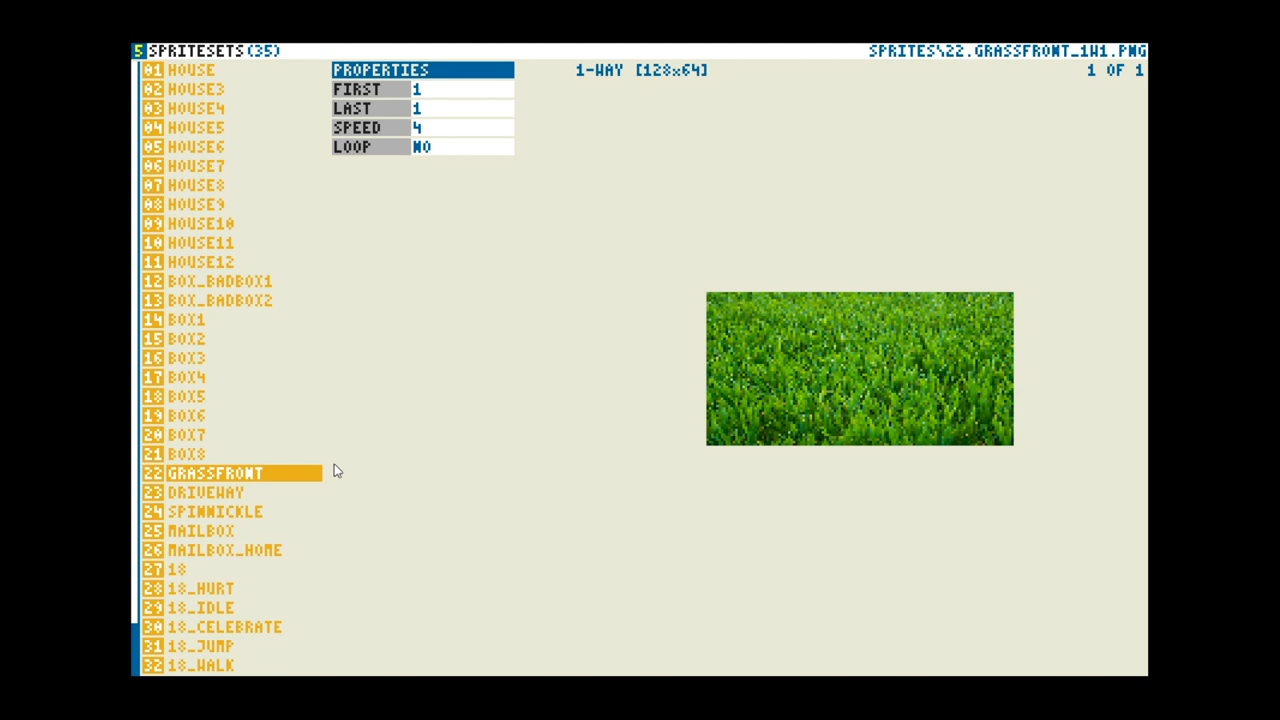 5 SPRITESETS(35) SPRITES\22.GRASSFRONT_1W1.PNG
01 HOUSE PROPERTIES 1-WAY [128x64] 1 OF 1
02 HOUSE3 FIRST 1
03 HOUSE4 LAST 1
04 HOUSE5 SPEED 4
05 HOUSE6 LOOP NO
06 HOUSE7
07 HOUSE8
08 HOUSE9
09 HOUSE10
10 HOUSE11
11 HOUSE12
12 BOX_BADBOX1
13 BOX_BADBOX2
14 BOX1
15 BOX2
16 BOX3
17 BOX4
18 BOX5
19 BOX6
20 BOX7
21 BOX8
22 GRASSFRONT
23 DRIVEWAY
24 SPINNICKLE
25 MAILBOX
26 MAILBOX_HOME
27 18
28 18_HURT
29 18_IDLE
30 18_CELEBRATE
31 18_JUMP
32 18_WALK